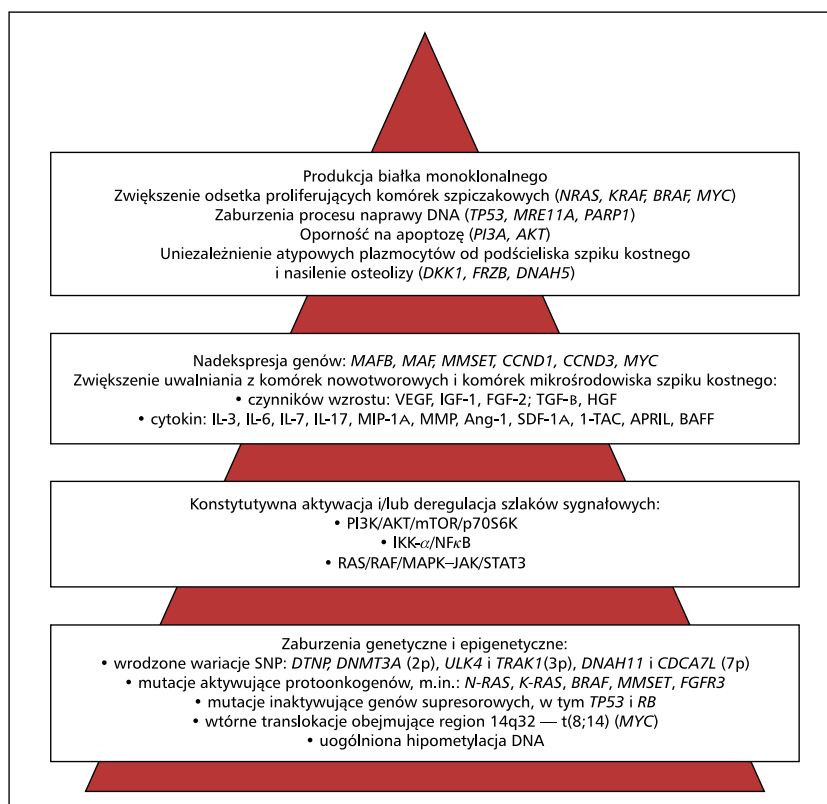 Produkcja białka monoklonalnego
Zwiększenie odsetka proliferujących komórek szpiczakowych (NRAS, KRAF, BRAF, MYC)
Zaburzenia procesu naprawy DNA (TP53, MRE11A, PARP1)
Oporność na apoptozę (PI3A, AKT)
Uniezależnienie atypowych plazmocytów od podścieliska szpiku kostnego
i nasilenie osteolizy (DKK1, FRZB, DNAH5)
Nadekspresja genów: MAFB, MAF, MMSET, CCND1, CCND3, MYC
Zwiększenie uwalniania z komórek nowotworowych i komórek mikrośrodowiska szpiku kostnego:
• czynników wzrostu: VEGF, IGF-1, FGF-2; TGF-B, HGF
• cytokin: IL-3, IL-6, IL-7, IL-17, MIP-1A, MMP, Ang-1, SDF-1A, 1-TAC, APRIL, BAFF
Konstytutywna aktywacja i/lub deregulacja szlaków sygnałowych:
• PI3K/AKT/mTOR/p70S6K
• IKK-α/NFκB
• RAS/RAF/MAPK–JAK/STAT3
Zaburzenia genetyczne i epigenetyczne:
• wrodzone wariacje SNP: DTNP, DNMT3A (2p), ULK4 i TRAK1(3p), DNAH11 i CDCA7L (7p)
• mutacje aktywujące protoonkogenów, m.in.: N-RAS, K-RAS, BRAF, MMSET, FGFR3
• mutacje inaktywujące genów supresorowych, w tym TP53 i RB
• wtórne translokacje obejmujące region 14q32 — t(8;14) (MYC)
• uogólniona hipometylacja DNA